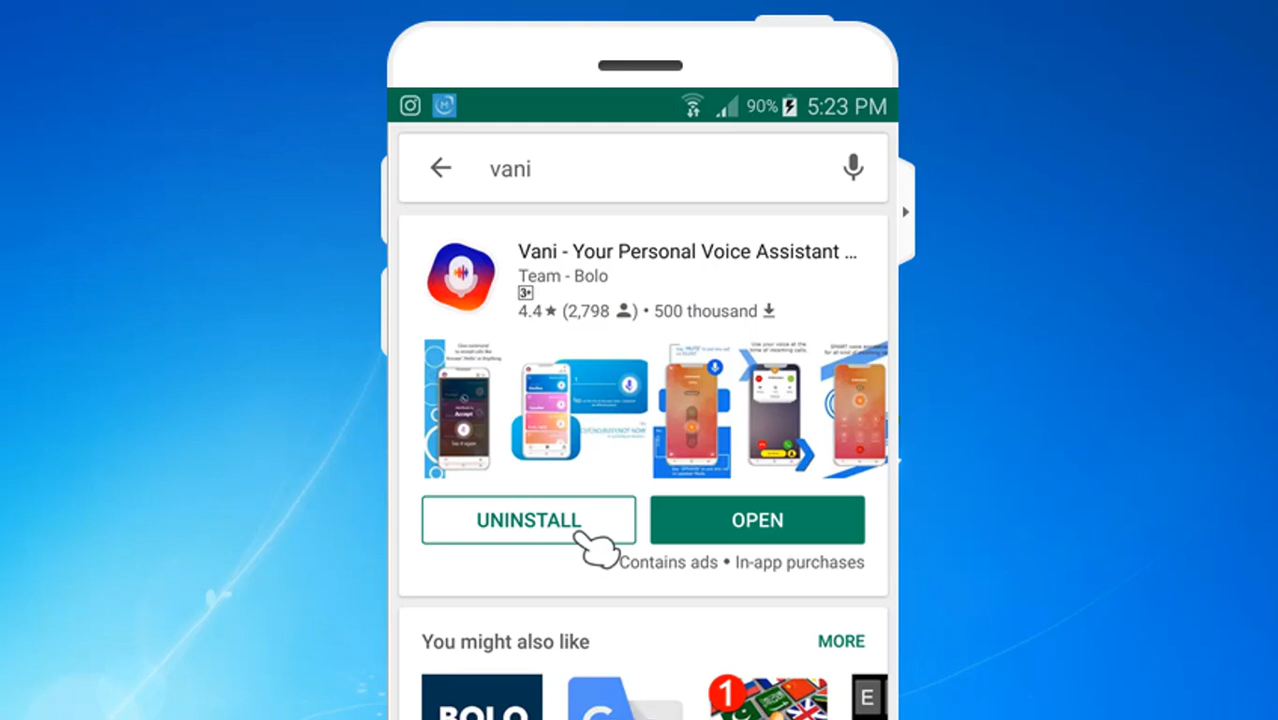 90% 5:23 PM
vani
Vani - Your Personal Voice Assistant ...
Team - Bolo
3+
4.4★ (2,798 ) • 500 thousand
UNINSTALL
OPEN
Contains ads • In-app purchases
You might also like
MORE
BOLO
G
1
E